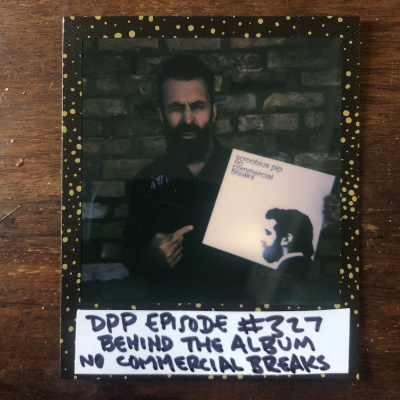 scroobius pip
no
commercial
breaks
DPP EPISODE #327
BEHIND THE ALBUM
NO COMMERCIAL BREAKS